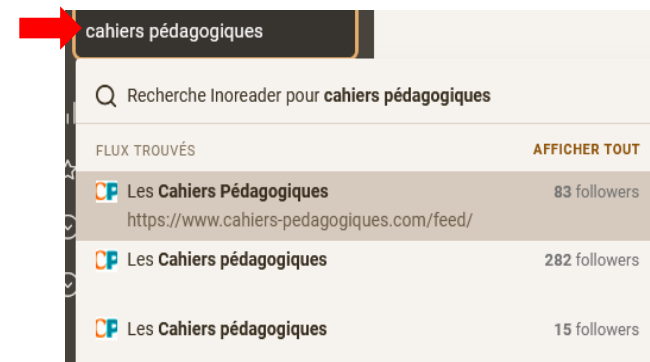 cahiers pédagogiques
Recherche Inoreader pour cahiers pédagogiques
FLUX TROUVÉS AFFICHER TOUT
CP Les Cahiers Pédagogiques 83 followers
https://www.cahiers-pedagogiques.com/feed/
CP Les Cahiers pédagogiques 282 followers
CP Les Cahiers pédagogiques 15 followers